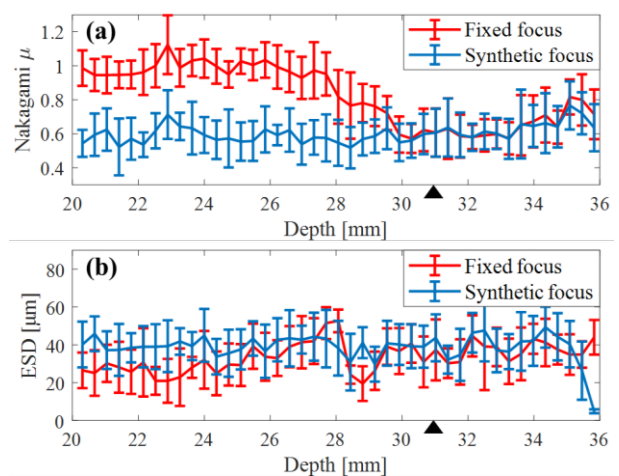 (a)
Fixed focus
Synthetic focus
Nakagami μ
1.2
1
0.8
0.6
0.4
20 22 24 26 28 30 32 34 36
Depth [mm]
(b)
Fixed focus
Synthetic focus
ESD [μm]
80
60
40
20
0
20 22 24 26 28 30 32 34 36
Depth [mm]